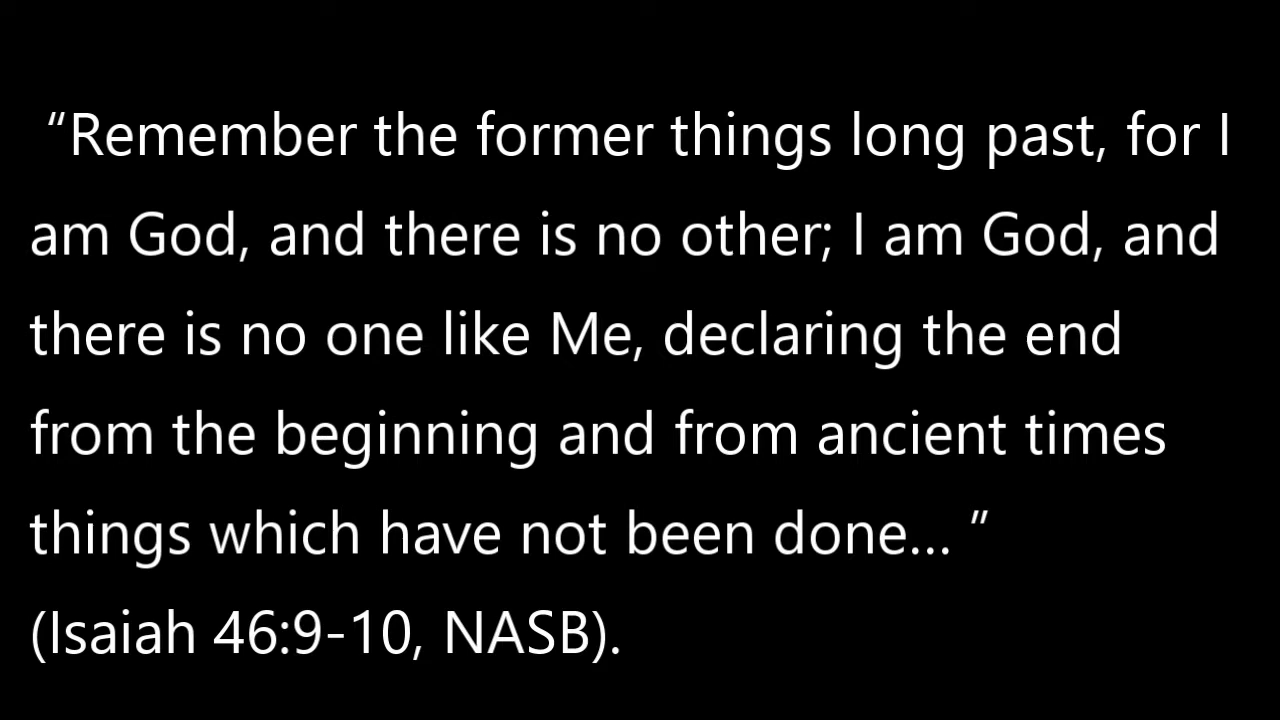 “Remember the former things long past, for I
am God, and there is no other; I am God, and
there is no one like Me, declaring the end
from the beginning and from ancient times
things which have not been done… ”
(Isaiah 46:9-10, NASB).